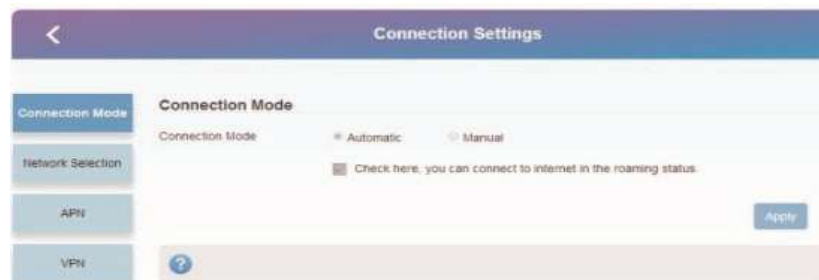 Connection Settings
Connection Mode
Network Selection
APN
VPN
Connection Mode
Connection Mode Automatic Manual
Check here, you can connect to internet in the roaming status.
Apply